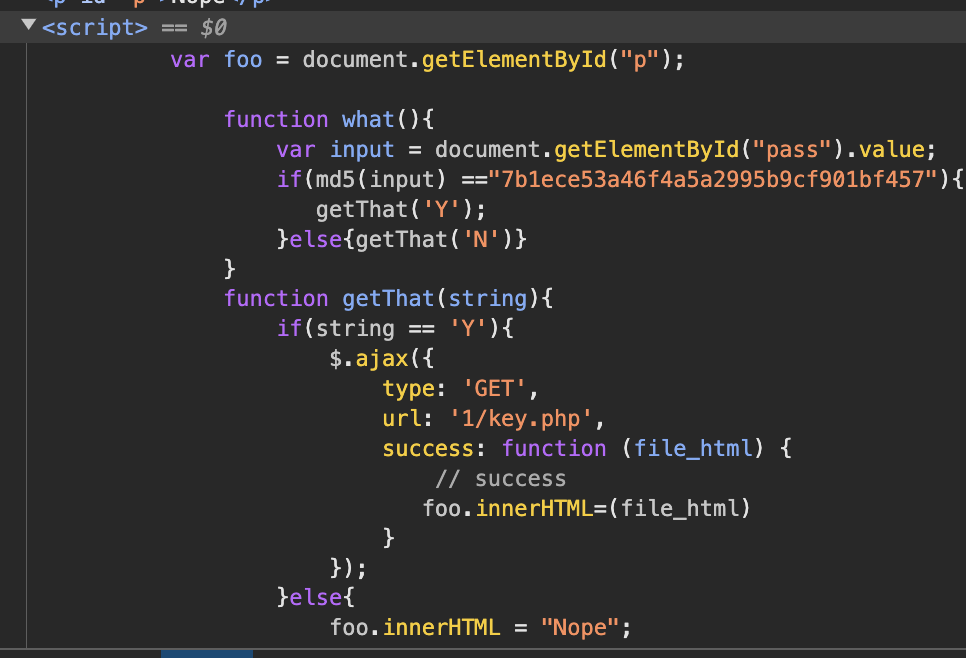 <p id="p">Nope</p>
<script> == $0
var foo = document.getElementById("p");
function what(){
var input = document.getElementById("pass").value;
if(md5(input) =="7b1ece53a46f4a5a2995b9cf901bf457"){
getThat('Y');
}else{getThat('N')}
}
function getThat(string){
if(string == 'Y'){
$.ajax({
type: 'GET',
url: '1/key.php',
success: function (file_html) {
// success
foo.innerHTML=(file_html)
}
});
}else{
foo.innerHTML = "Nope";